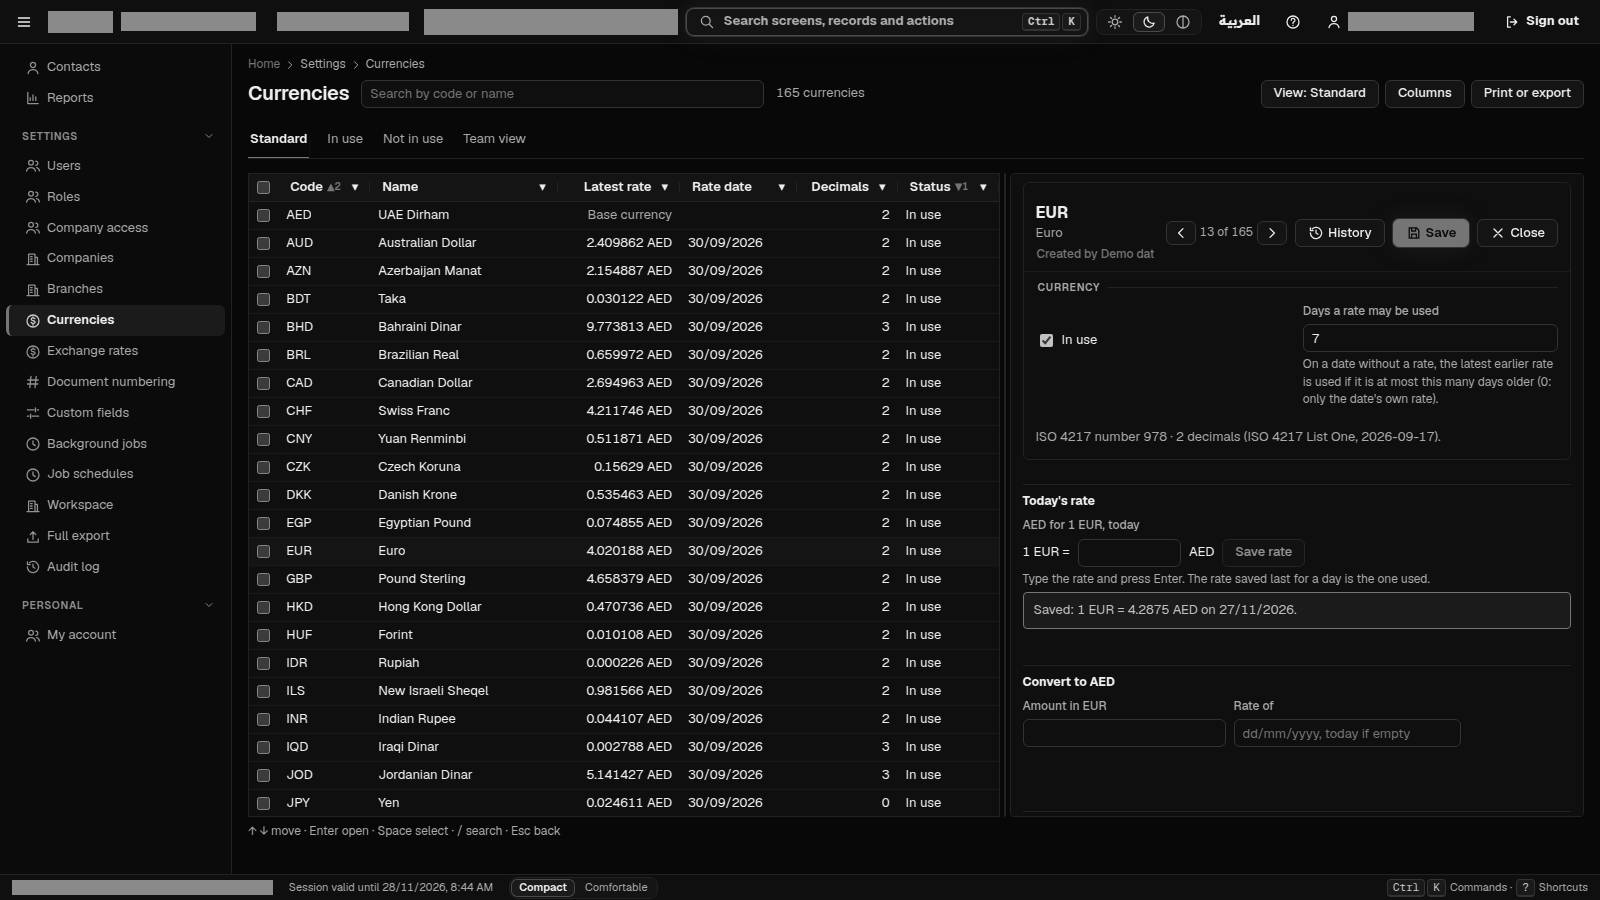 Search screens, records and actions Ctrl K العربية Sign out
Contacts
Reports
SETTINGS
Users
Roles
Company access
Companies
Branches
Currencies
Exchange rates
Document numbering
Custom fields
Background jobs
Job schedules
Workspace
Full export
Audit log
PERSONAL
My account
Home > Settings > Currencies
Currencies Search by code or name 165 currencies View: Standard Columns Print or export
Standard In use Not in use Team view
Code ▲2 ▼ Name ▼ Latest rate ▼ Rate date ▼ Decimals ▼ Status ▼1 ▼
AED UAE Dirham Base currency 2 In use
AUD Australian Dollar 2.409862 AED 30/09/2026 2 In use
AZN Azerbaijan Manat 2.154887 AED 30/09/2026 2 In use
BDT Taka 0.030122 AED 30/09/2026 2 In use
BHD Bahraini Dinar 9.773813 AED 30/09/2026 3 In use
BRL Brazilian Real 0.659972 AED 30/09/2026 2 In use
CAD Canadian Dollar 2.694963 AED 30/09/2026 2 In use
CHF Swiss Franc 4.211746 AED 30/09/2026 2 In use
CNY Yuan Renminbi 0.511871 AED 30/09/2026 2 In use
CZK Czech Koruna 0.15629 AED 30/09/2026 2 In use
DKK Danish Krone 0.535463 AED 30/09/2026 2 In use
EGP Egyptian Pound 0.074855 AED 30/09/2026 2 In use
EUR Euro 4.020188 AED 30/09/2026 2 In use
GBP Pound Sterling 4.658379 AED 30/09/2026 2 In use
HKD Hong Kong Dollar 0.470736 AED 30/09/2026 2 In use
HUF Forint 0.010108 AED 30/09/2026 2 In use
IDR Rupiah 0.000226 AED 30/09/2026 2 In use
ILS New Israeli Sheqel 0.981566 AED 30/09/2026 2 In use
INR Indian Rupee 0.044107 AED 30/09/2026 2 In use
IQD Iraqi Dinar 0.002788 AED 30/09/2026 3 In use
JOD Jordanian Dinar 5.141427 AED 30/09/2026 3 In use
JPY Yen 0.024611 AED 30/09/2026 0 In use
↑↓ move · Enter open · Space select · / search · Esc back
EUR
Euro
Created by Demo dat
13 of 165 History Save Close
CURRENCY
In use
Days a rate may be used
7
On a date without a rate, the latest earlier rate
is used if it is at most this many days older (0:
only the date's own rate).
ISO 4217 number 978 · 2 decimals (ISO 4217 List One, 2026-09-17).
Today's rate
AED for 1 EUR, today
1 EUR = AED Save rate
Type the rate and press Enter. The rate saved last for a day is the one used.
Saved: 1 EUR = 4.2875 AED on 27/11/2026.
Convert to AED
Amount in EUR Rate of
dd/mm/yyyy, today if empty
Session valid until 28/11/2026, 8:44 AM Compact Comfortable Ctrl K Commands · ? Shortcuts